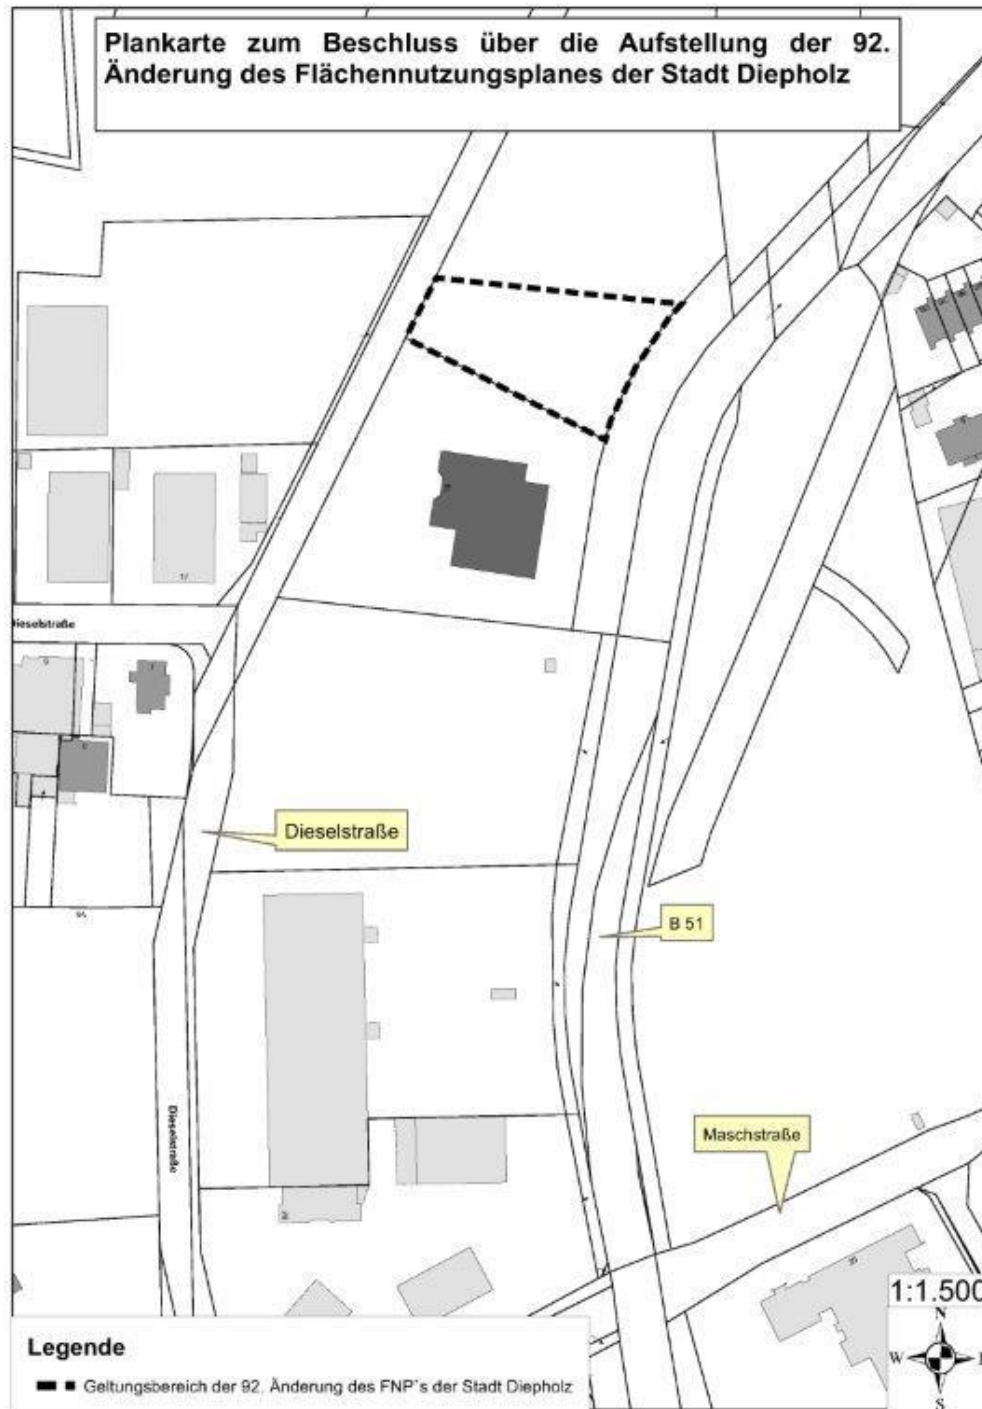 Plankarte zum Beschluss über die Aufstellung der 92.
Änderung des Flächennutzungsplanes der Stadt Diepholz
17
Dieselstraße
Dieselstraße
B 51
Dieselstraße
Maschstraße
1:1.500
N
W
S
Legende
Geltungsbereich der 92. Änderung des FNP`s der Stadt Diepholz